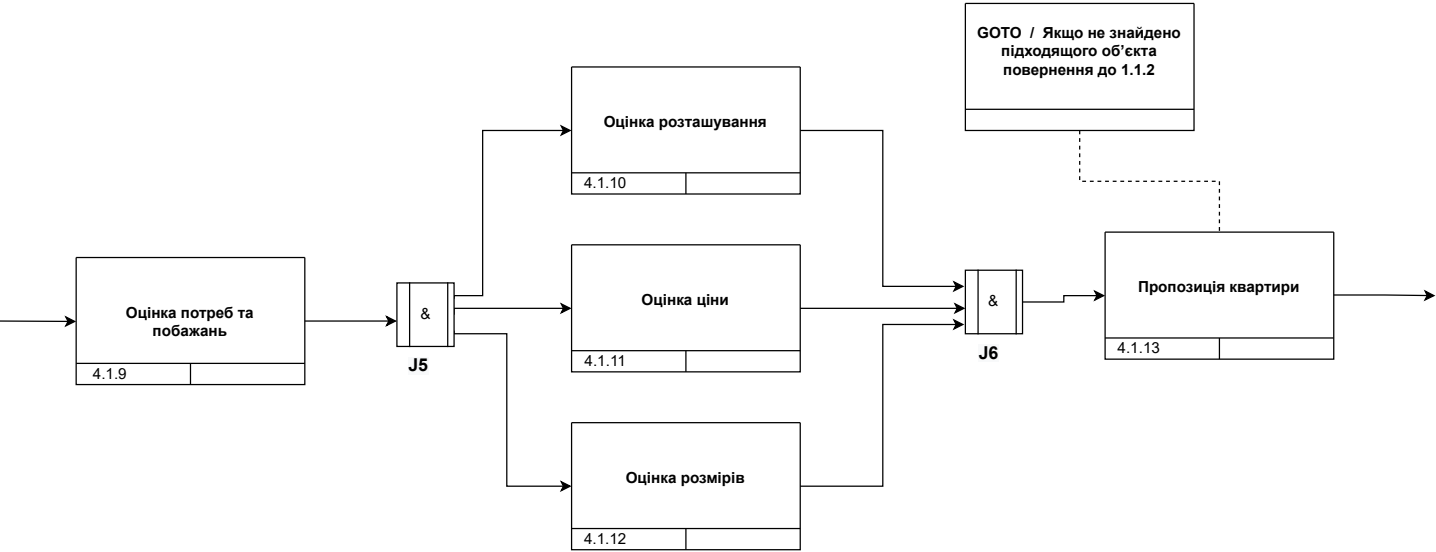 GOTO / Якщо не знайдено
підходящого об’єкта
повернення до 1.1.2
Оцінка розташування
4.1.10
Оцінка потреб та
побажань
4.1.9
&
J5
Оцінка ціни
4.1.11
&
J6
Пропозиція квартири
4.1.13
Оцінка розмірів
4.1.12